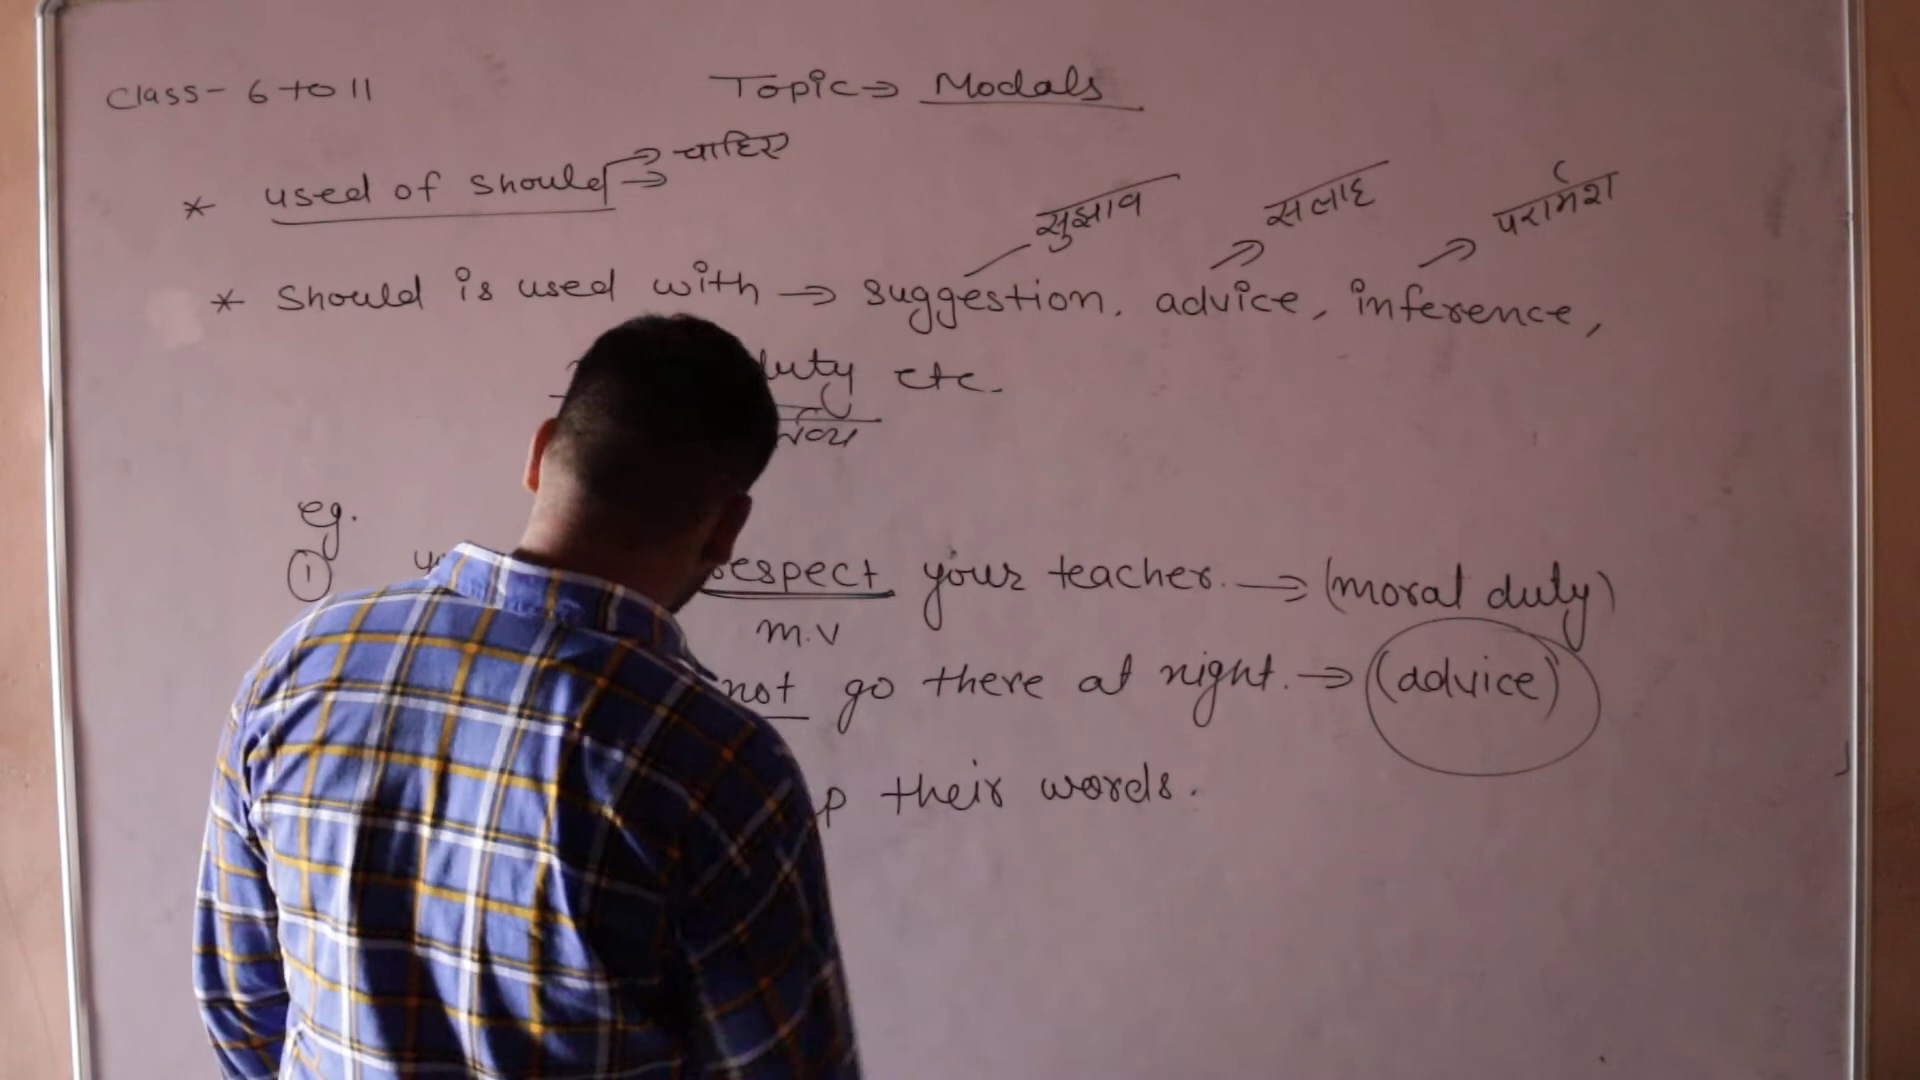 Class- 6 to 11
Topic → Modals
* used of should → चाहिए
सुझाव सलाह परार्मश
* Should is used with → suggestion, advice, inference,
duty etc.
eg.
① respect your teacher. → (moral duty)
m.v
not go there at night. → (advice)
their words.